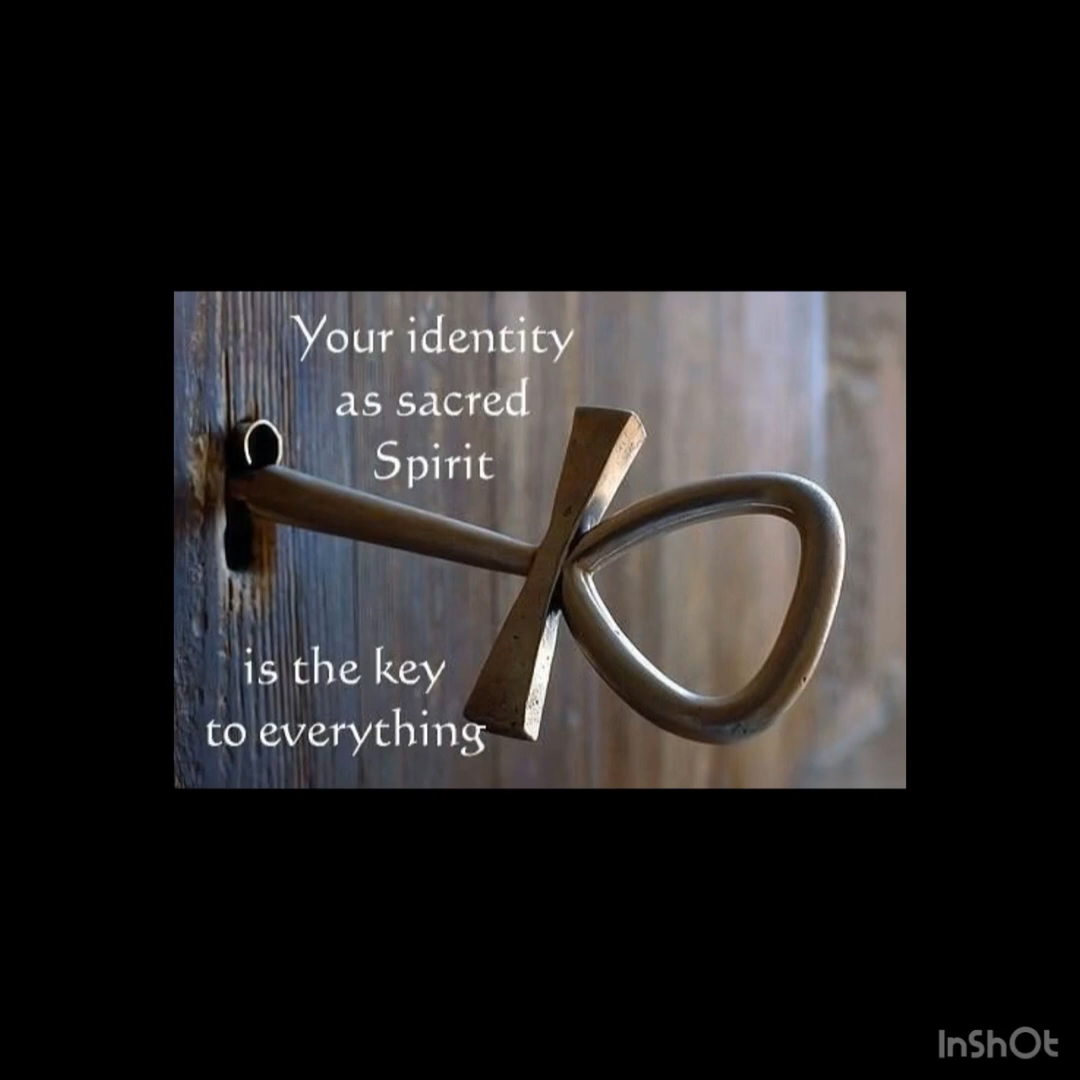 Your identity
as sacred
Spirit
is the key
to everything
InShOt